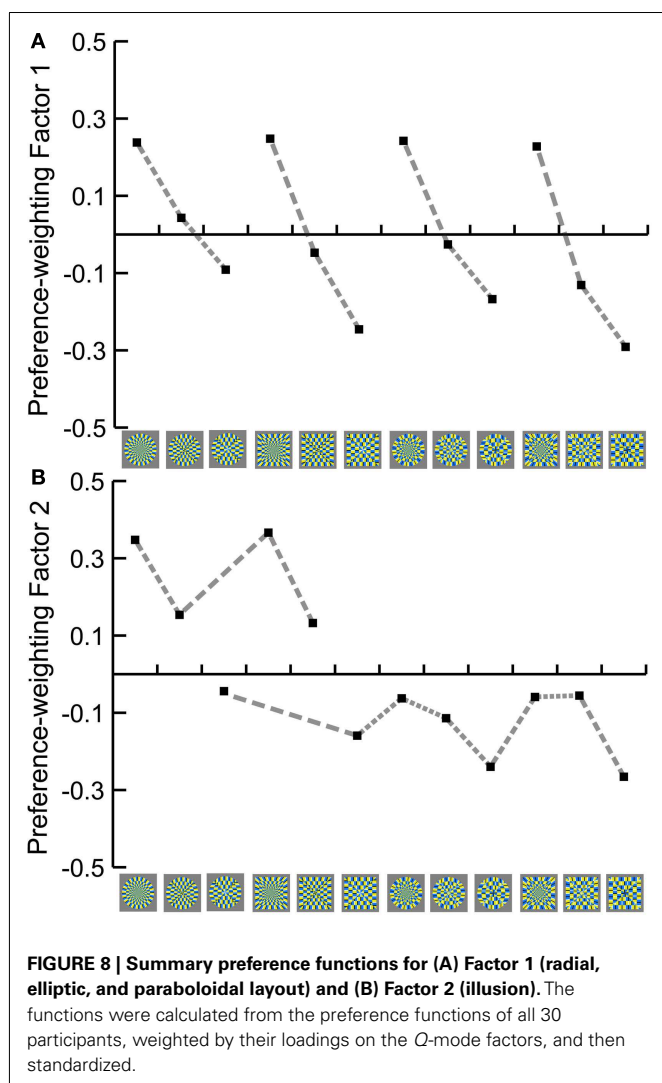 A
0.5
0.3
0.1
-0.1
-0.3
-0.5
Preference-weighting Factor 1
B
0.5
0.3
0.1
-0.1
-0.3
-0.5
Preference-weighting Factor 2
FIGURE 8 | Summary preference functions for (A) Factor 1 (radial,
elliptic, and paraboloidal layout) and (B) Factor 2 (illusion). The
functions were calculated from the preference functions of all 30
participants, weighted by their loadings on the Q-mode factors, and then
standardized.